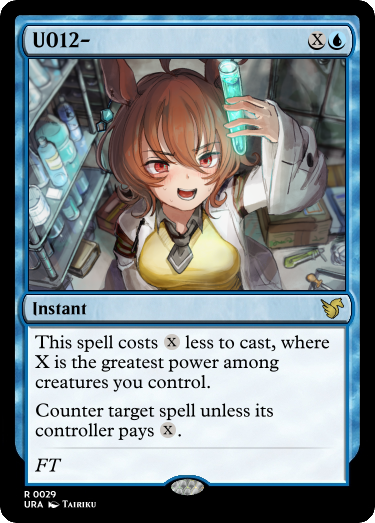 U012-
X
Instant
This spell costs X less to cast, where
X is the greatest power among
creatures you control.
Counter target spell unless its
controller pays X.
FT
R 0029
URA TAIRIKU